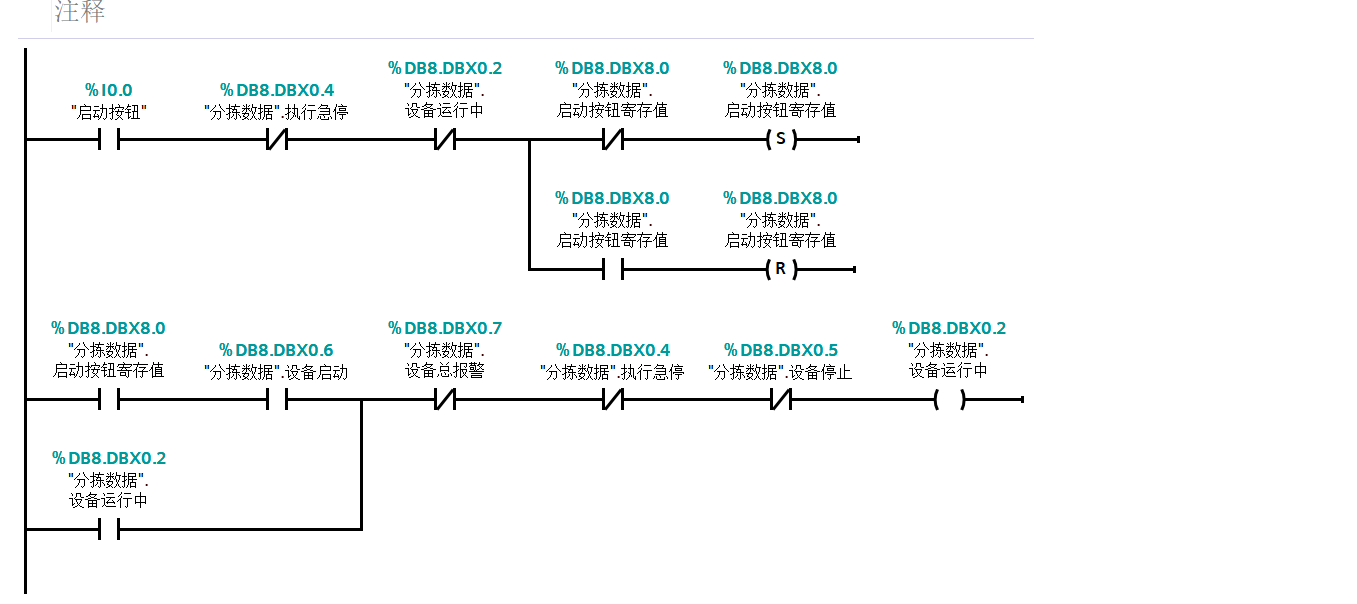 注释
%DB8.DBX0.2 %DB8.DBX8.0 %DB8.DBX8.0
%I0.0 %DB8.DBX0.4 "分拣数据". "分拣数据". "分拣数据".
"启动按钮" "分拣数据".执行急停 设备运行中 启动按钮寄存值 启动按钮寄存值
S
%DB8.DBX8.0 %DB8.DBX8.0
"分拣数据". "分拣数据".
启动按钮寄存值 启动按钮寄存值
R
%DB8.DBX8.0 %DB8.DBX0.7 %DB8.DBX0.2
"分拣数据". %DB8.DBX0.6 "分拣数据". %DB8.DBX0.4 %DB8.DBX0.5 "分拣数据".
启动按钮寄存值 "分拣数据".设备启动 设备总报警 "分拣数据".执行急停 "分拣数据".设备停止 设备运行中
%DB8.DBX0.2
"分拣数据".
设备运行中